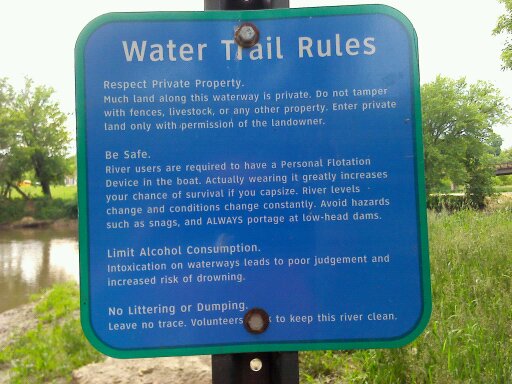 Water Trail Rules
Respect Private Property.
Much land along this waterway is private. Do not tamper
with fences, livestock, or any other property. Enter private
land only with permission of the landowner.
Be Safe.
River users are required to have a Personal Flotation
Device in the boat. Actually wearing it greatly increases
your chance of survival if you capsize. River levels
change and conditions change constantly. Avoid hazards
such as snags, and ALWAYS portage at low-head dams.
Limit Alcohol Consumption.
Intoxication on waterways leads to poor judgement and
increased risk of drowning.
No Littering or Dumping.
Leave no trace. Volunteers to keep this river clean.